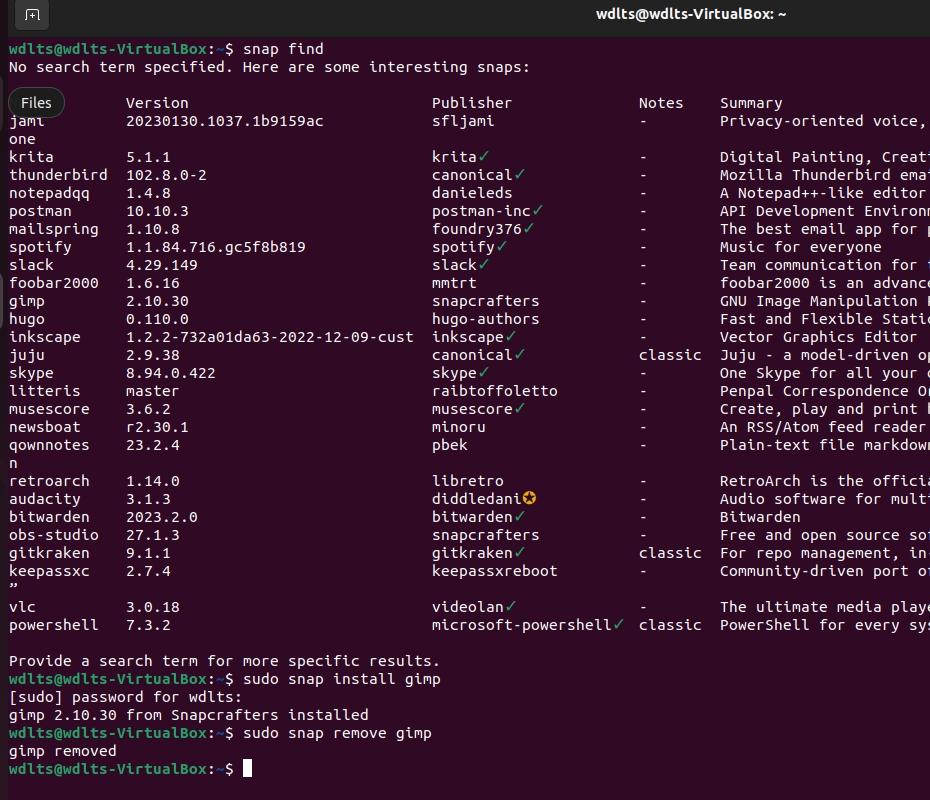 wdlts@wdlts-VirtualBox: ~
wdlts@wdlts-VirtualBox:~$ snap find
No search term specified. Here are some interesting snaps:
Files Version Publisher Notes Summary
jami 20230130.1037.1b9159ac sfljami - Privacy-oriented voice,
one
krita 5.1.1 krita✓ - Digital Painting, Creati
thunderbird 102.8.0-2 canonical✓ - Mozilla Thunderbird emai
notepadqq 1.4.8 danieleds - A Notepad++-like editor
postman 10.10.3 postman-inc✓ - API Development Environm
mailspring 1.10.8 foundry376✓ - The best email app for p
spotify 1.1.84.716.gc5f8b819 spotify✓ - Music for everyone
slack 4.29.149 slack✓ - Team communication for t
foobar2000 1.6.16 mmtrt - foobar2000 is an advance
gimp 2.10.30 snapcrafters - GNU Image Manipulation P
hugo 0.110.0 hugo-authors - Fast and Flexible Static
inkscape 1.2.2-732a01da63-2022-12-09-cust inkscape✓ - Vector Graphics Editor
juju 2.9.38 canonical✓ classic Juju - a model-driven op
skype 8.94.0.422 skype✓ - One Skype for all your c
litteris master raibtoffoletto - Penpal Correspondence Or
musescore 3.6.2 musescore✓ - Create, play and print b
newsboat r2.30.1 minoru - An RSS/Atom feed reader
qownnotes 23.2.4 pbek - Plain-text file markdown
n
retroarch 1.14.0 libretro - RetroArch is the officia
audacity 3.1.3 diddledani✪ - Audio software for multi
bitwarden 2023.2.0 bitwarden✓ - Bitwarden
obs-studio 27.1.3 snapcrafters - Free and open source sof
gitkraken 9.1.1 gitkraken✓ classic For repo management, in-
keepassxc 2.7.4 keepassxreboot - Community-driven port of
”
vlc 3.0.18 videolan✓ - The ultimate media playe
powershell 7.3.2 microsoft-powershell✓ classic PowerShell for every sys
Provide a search term for more specific results.
wdlts@wdlts-VirtualBox:~$ sudo snap install gimp
[sudo] password for wdlts:
gimp 2.10.30 from Snapcrafters installed
wdlts@wdlts-VirtualBox:~$ sudo snap remove gimp
gimp removed
wdlts@wdlts-VirtualBox:~$